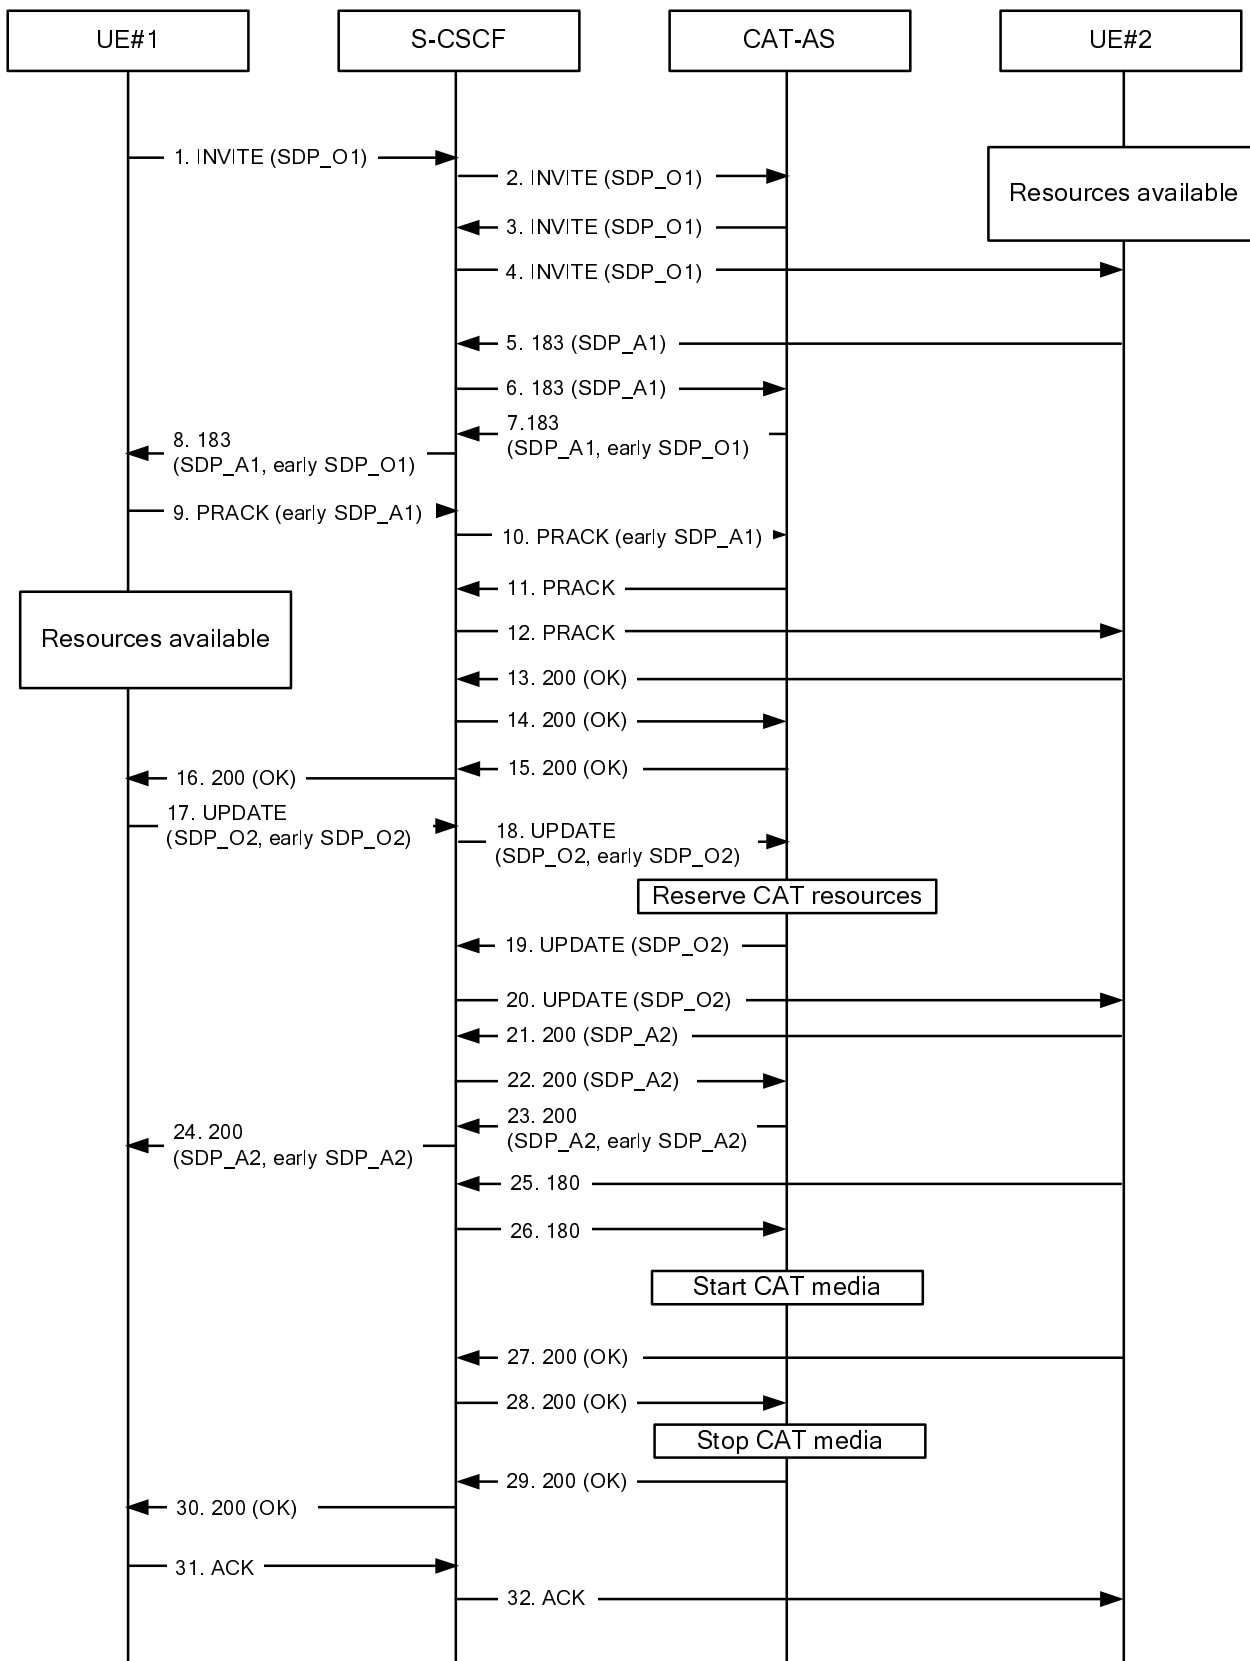 UE#1
S-CSCF
CAT-AS
UE#2
1. INVITE (SDP_O1)
2. INVITE (SDP_O1)
Resources available
3. INVITE (SDP_O1)
4. INVITE (SDP_O1)
5. 183 (SDP_A1)
6. 183 (SDP_A1)
7.183
(SDP_A1, early SDP_O1)
8. 183
(SDP_A1, early SDP_O1)
9. PRACK (early SDP_A1)
10. PRACK (early SDP_A1)
11. PRACK
Resources available
12. PRACK
13. 200 (OK)
14. 200 (OK)
15. 200 (OK)
16. 200 (OK)
17. UPDATE
(SDP_O2, early SDP_O2)
18. UPDATE
(SDP_O2, early SDP_O2)
Reserve CAT resources
19. UPDATE (SDP_O2)
20. UPDATE (SDP_O2)
21. 200 (SDP_A2)
22. 200 (SDP_A2)
23. 200
(SDP_A2, early SDP_A2)
24. 200
(SDP_A2, early SDP_A2)
25. 180
26. 180
Start CAT media
27. 200 (OK)
28. 200 (OK)
Stop CAT media
29. 200 (OK)
30. 200 (OK)
31. ACK
32. ACK